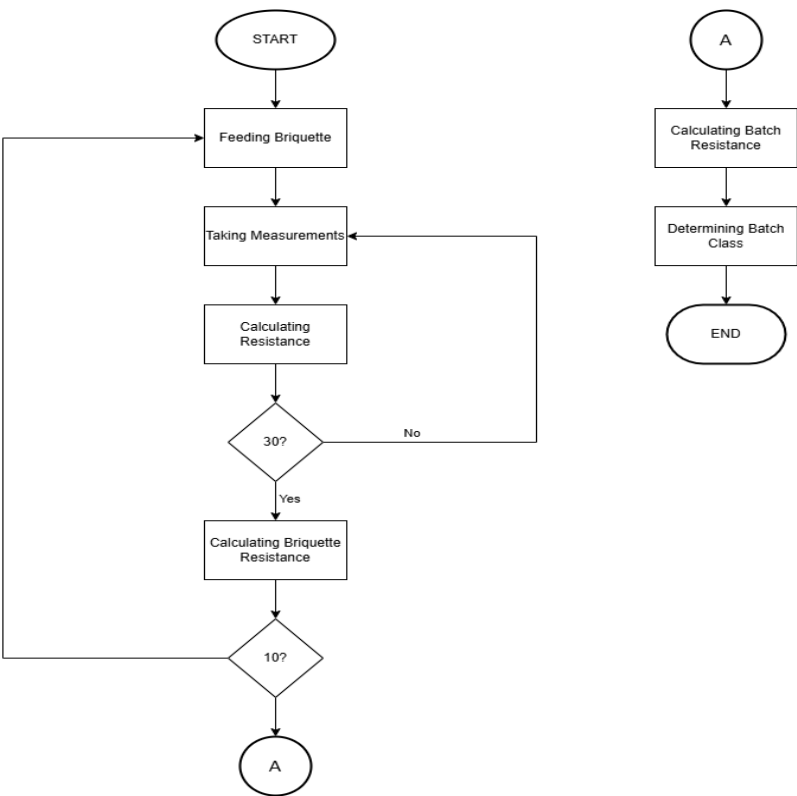 START
Feeding Briquette
Taking Measurements
Calculating
Resistance
30?
No
Yes
Calculating Briquette
Resistance
10?
A
A
Calculating Batch
Resistance
Determining Batch
Class
END